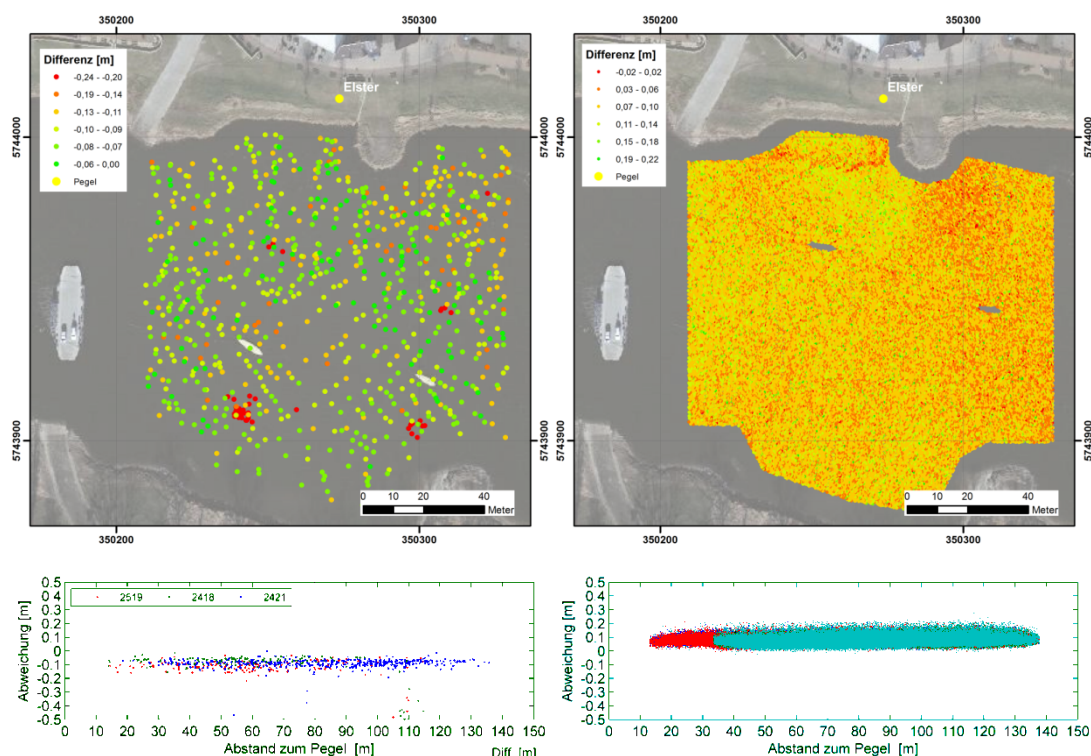 350200 350300
Differenz [m]
-0,24 - -0,20
-0,19 - -0,14
-0,13 - -0,11
-0,10 - -0,09
-0,08 - -0,07
-0,06 - 0,00
Pegel
Elster
5744000
5743900
0 10 20 40
Meter
350200 350300
350200 350300
Differenz [m]
-0,02 - 0,02
0,03 - 0,06
0,07 - 0,10
0,11 - 0,14
0,15 - 0,18
0,19 - 0,22
Pegel
Elster
5744000
5744000
5743900
5743900
0 10 20 40
Meter
350200 350300
Abweichung [m]
0.5
0.4
0.3
0.2
0.1
0
-0.1
-0.2
-0.3
-0.4
-0.5
2519 2418 2421
0 10 20 30 40 50 60 70 80 90 100 110 120 130 140 150
Abstand zum Pegel [m]
Diff. [m]
Abweichung [m]
0.5
0.4
0.3
0.2
0.1
0
-0.1
-0.2
-0.3
-0.4
-0.5
0 10 20 30 40 50 60 70 80 90 100 110 120 130 140 150
Abstand zum Pegel [m]